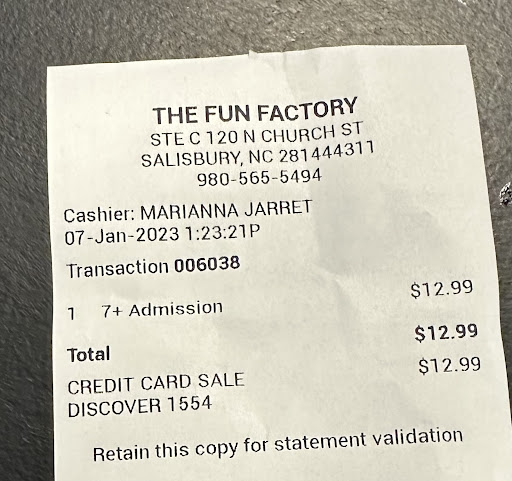 THE FUN FACTORY
STE C 120 N CHURCH ST
SALISBURY, NC 281444311
980-565-5494
Cashier: MARIANNA JARRET
07-Jan-2023 1:23:21P
Transaction 006038
1 7+ Admission $12.99
Total $12.99
CREDIT CARD SALE $12.99
DISCOVER 1554
Retain this copy for statement validation